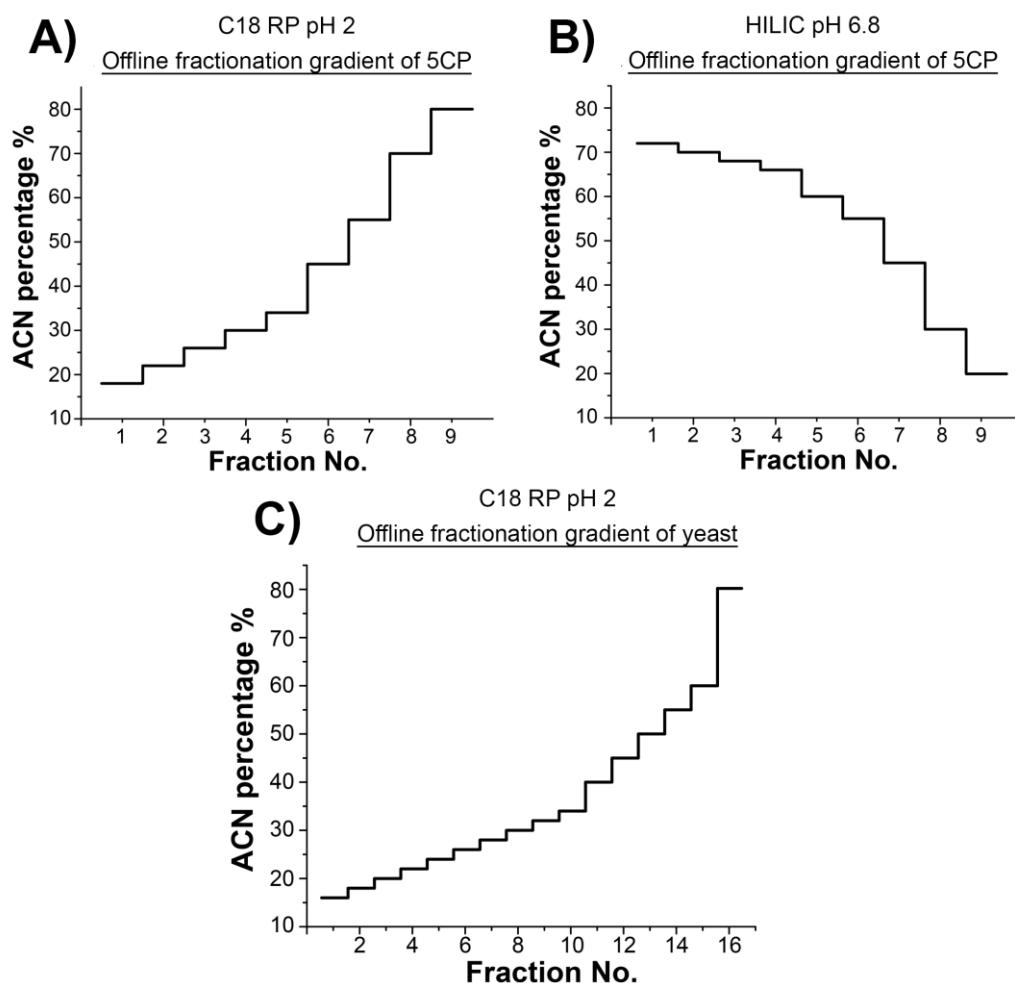 A)
C18 RP pH 2
Offline fractionation gradient of 5CP
80
70
60
50
40
30
20
10
ACN percentage %
1 2 3 4 5 6 7 8 9
Fraction No.
B)
HILIC pH 6.8
Offline fractionation gradient of 5CP
80
70
60
50
40
30
20
10
ACN percentage %
1 2 3 4 5 6 7 8 9
Fraction No.
C)
C18 RP pH 2
Offline fractionation gradient of yeast
80
70
60
50
40
30
20
10
ACN percentage %
2 4 6 8 10 12 14 16
Fraction No.